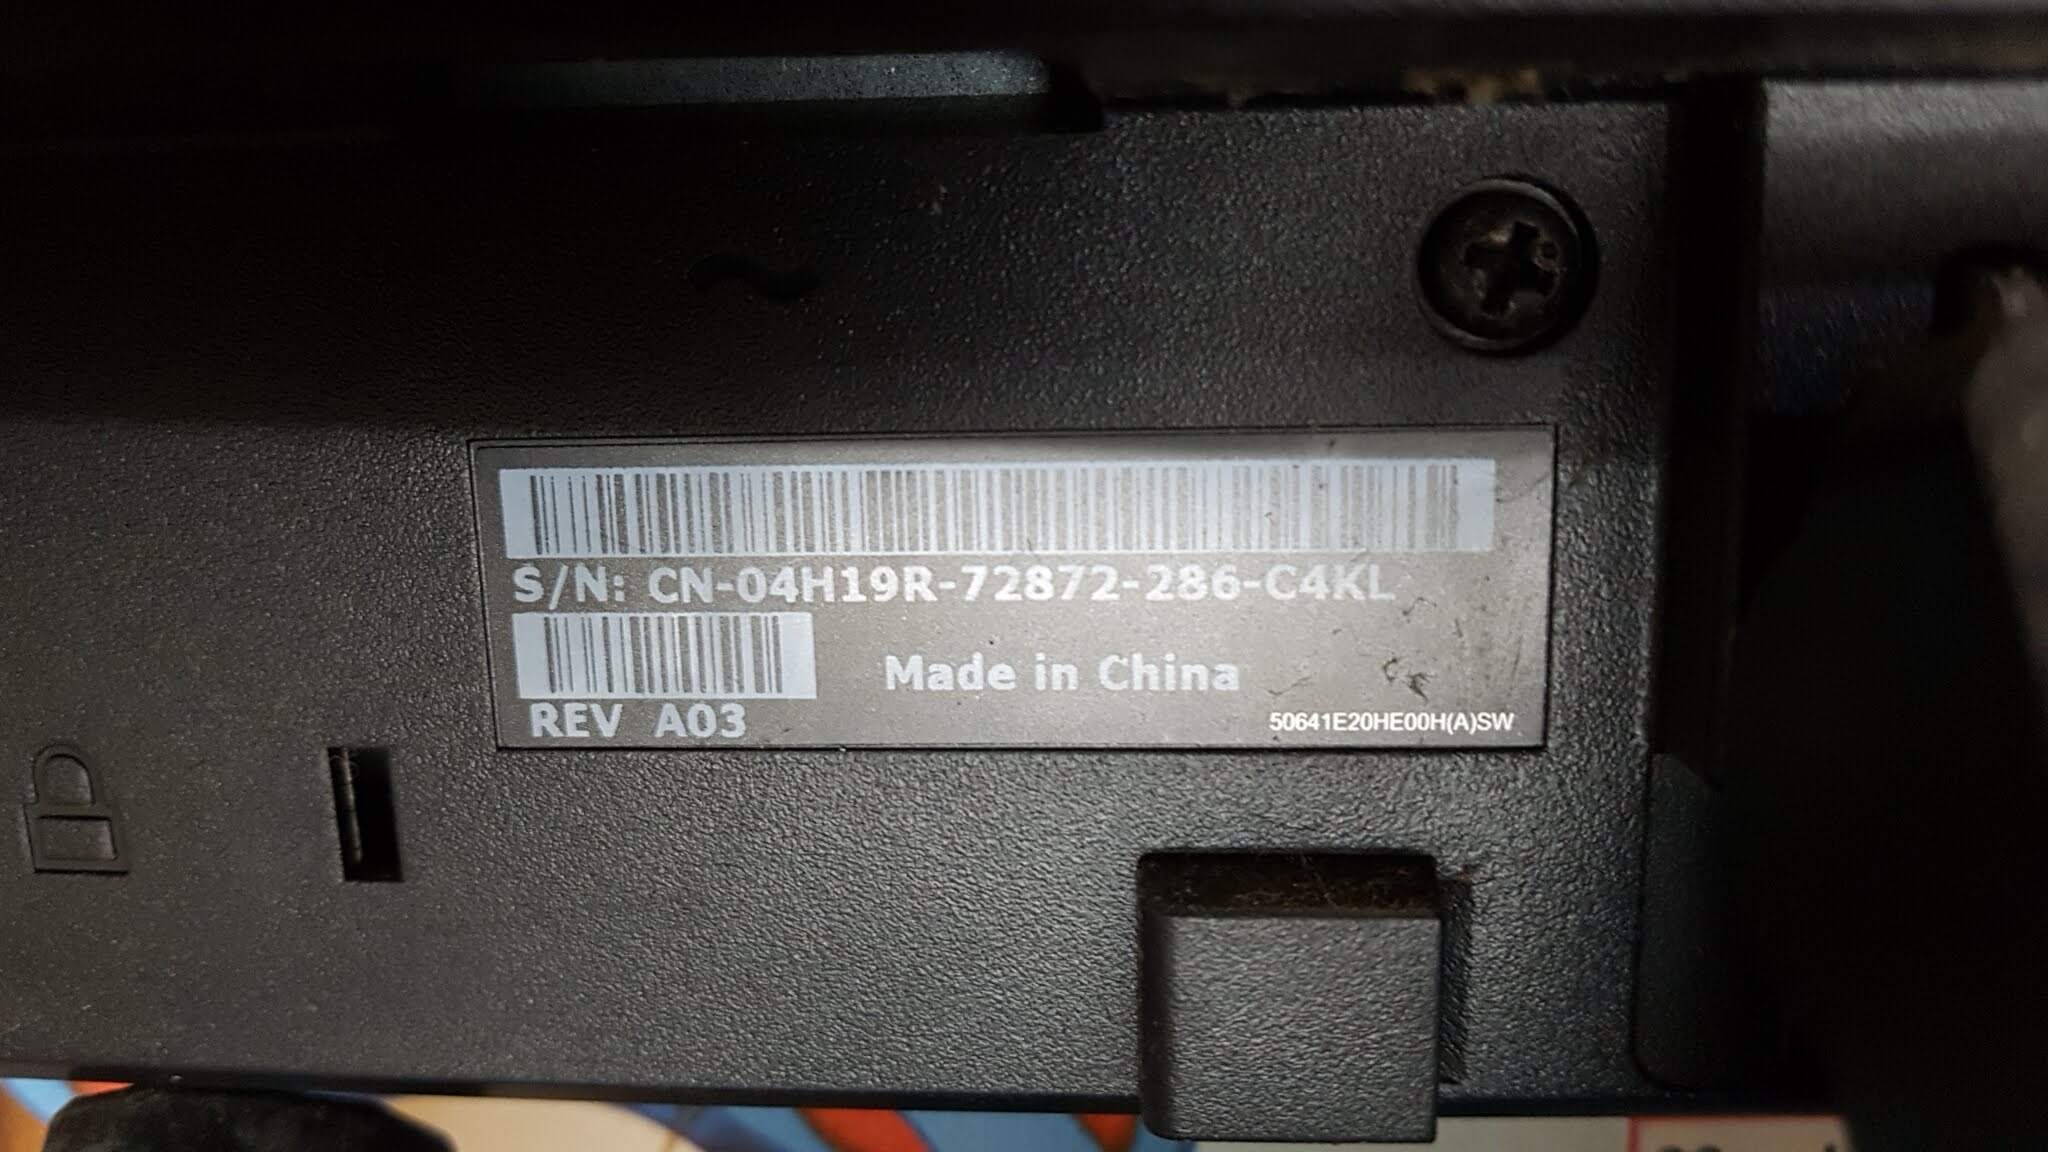 S/N: CN-04H19R-72872-286-C4KL
REV A03
Made in China
50641E20HE00H(A)SW